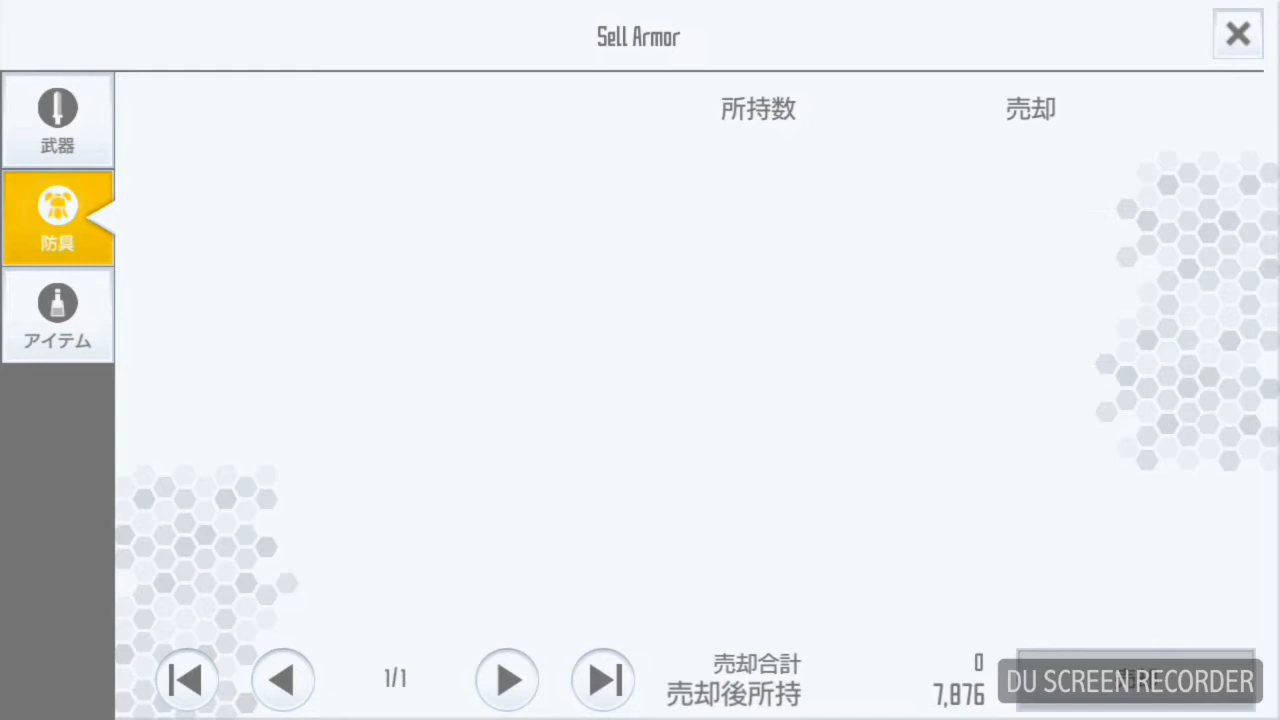 Sell Armor
武器
防具
アイテム
所持数
売却
1/1
売却合計
0
売却後所持
7,876
DU SCREEN RECORDER